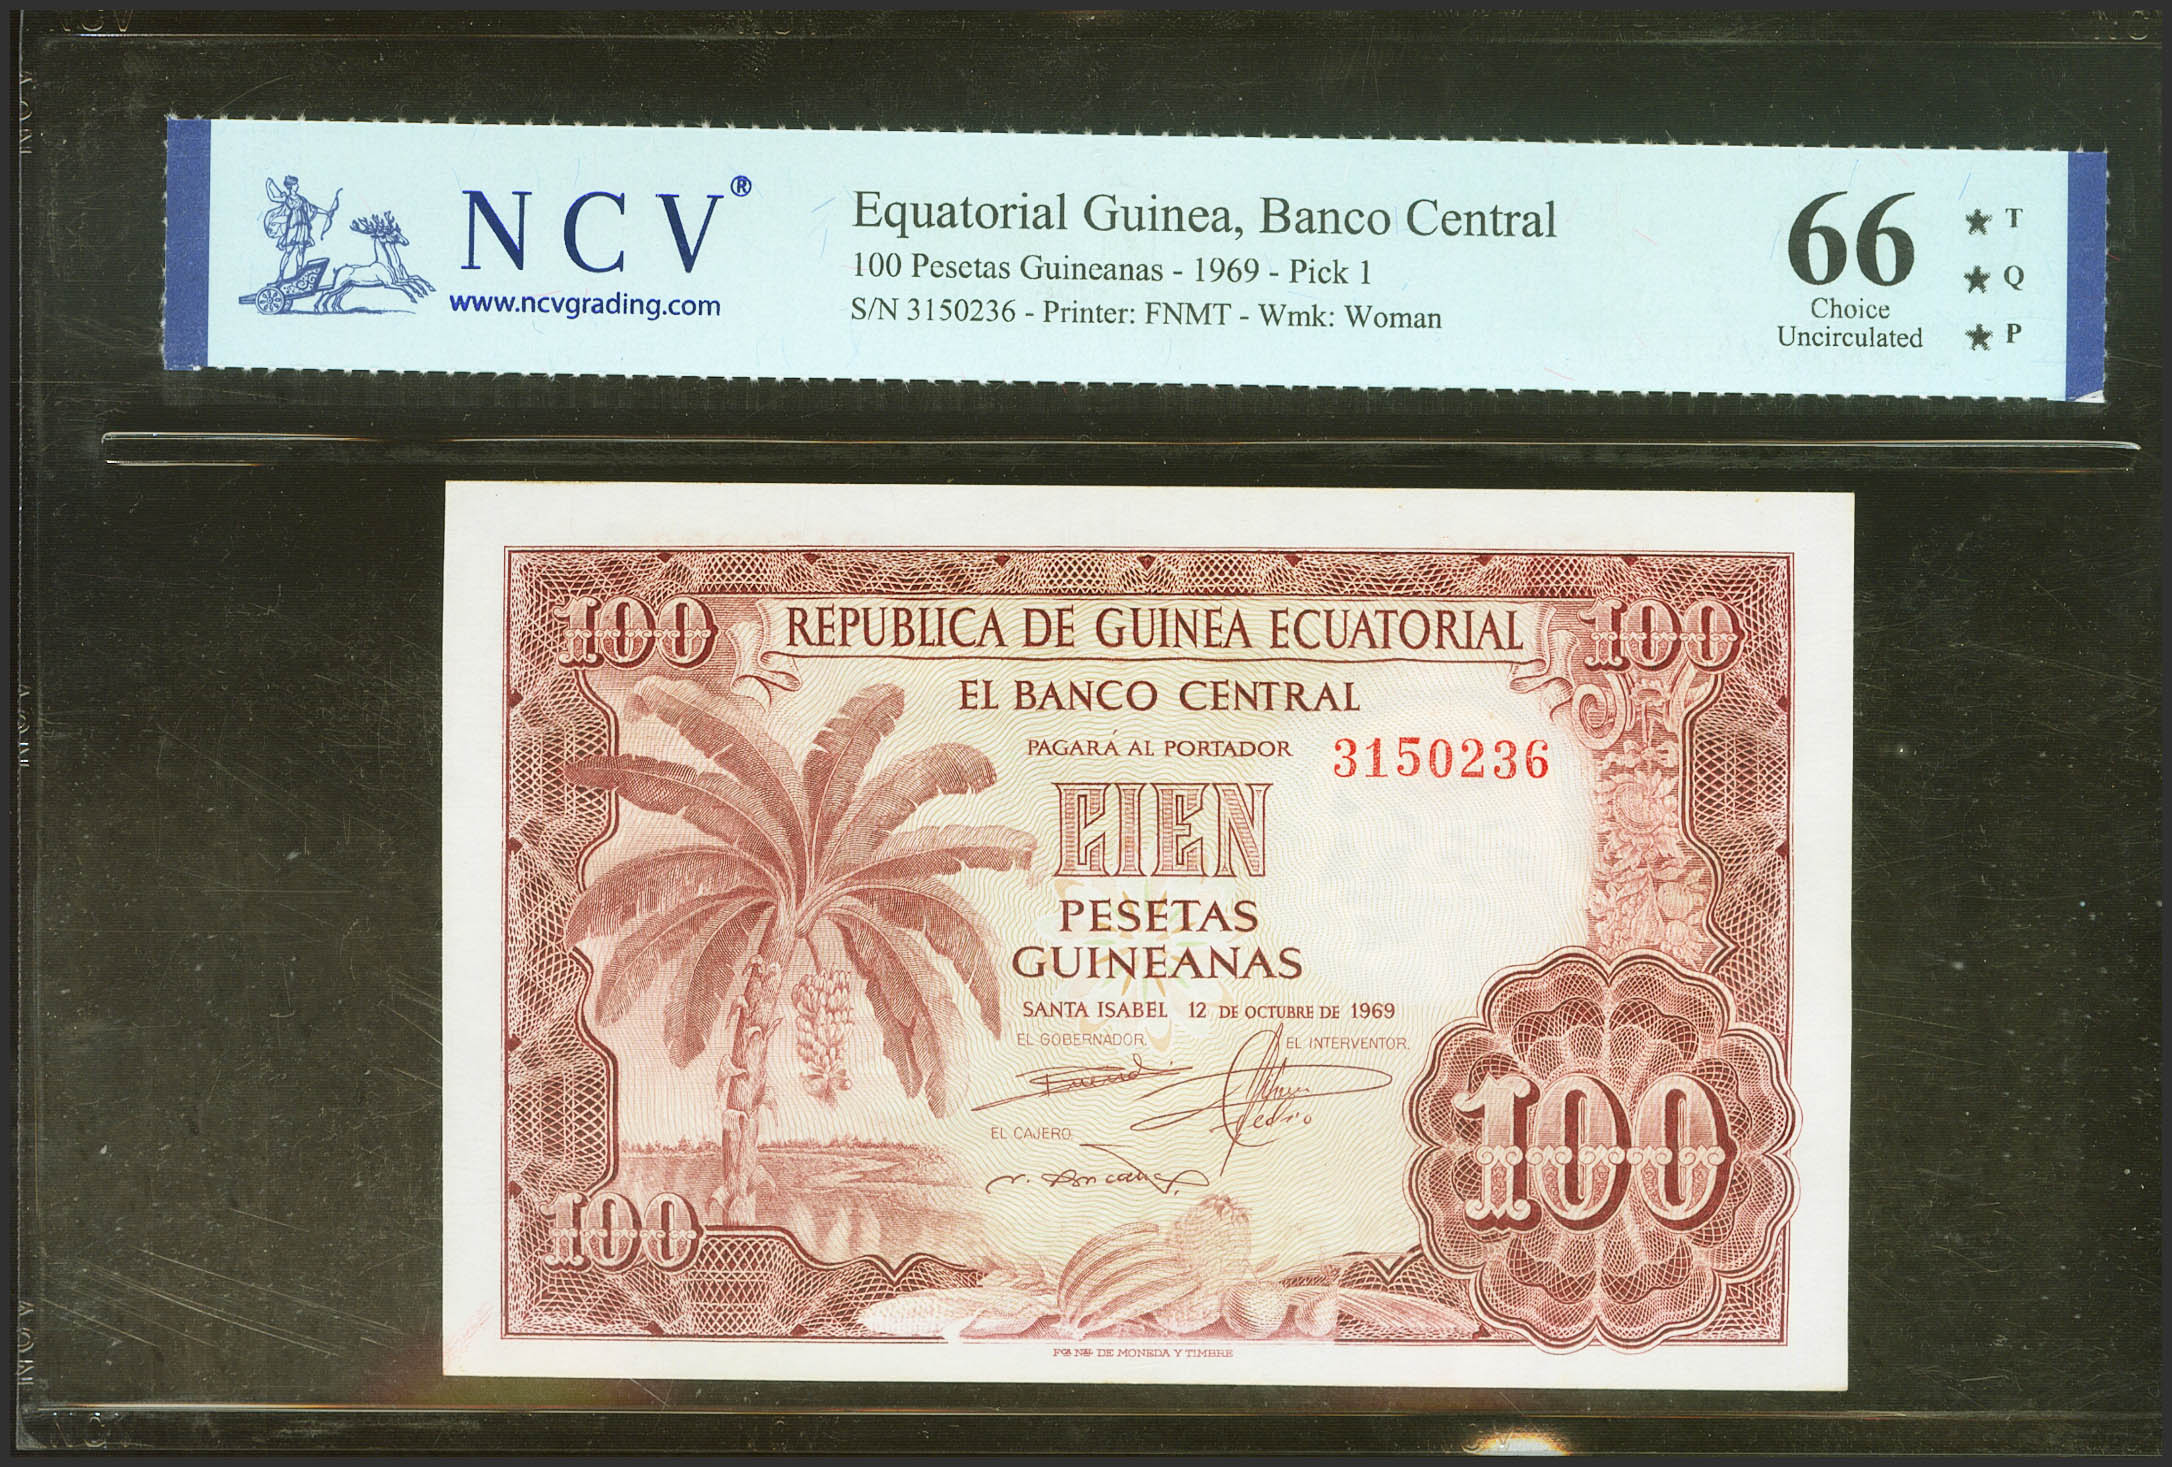 NCV®
www.ncvgrading.com
Equatorial Guinea, Banco Central
100 Pesetas Guineanas - 1969 - Pick 1
S/N 3150236 - Printer: FNMT - Wmk: Woman
66
Choice
Uncirculated
★ T
★ Q
★ P
100 REPUBLICA DE GUINEA ECUATORIAL 100
EL BANCO CENTRAL
PAGARÁ AL PORTADOR 3150236
CIEN
PESETAS
GUINEANAS
SANTA ISABEL 12 DE OCTUBRE DE 1969
EL GOBERNADOR. EL INTERVENTOR.
EL CAJERO
100
100
Fca. Nal. DE MONEDA Y TIMBRE